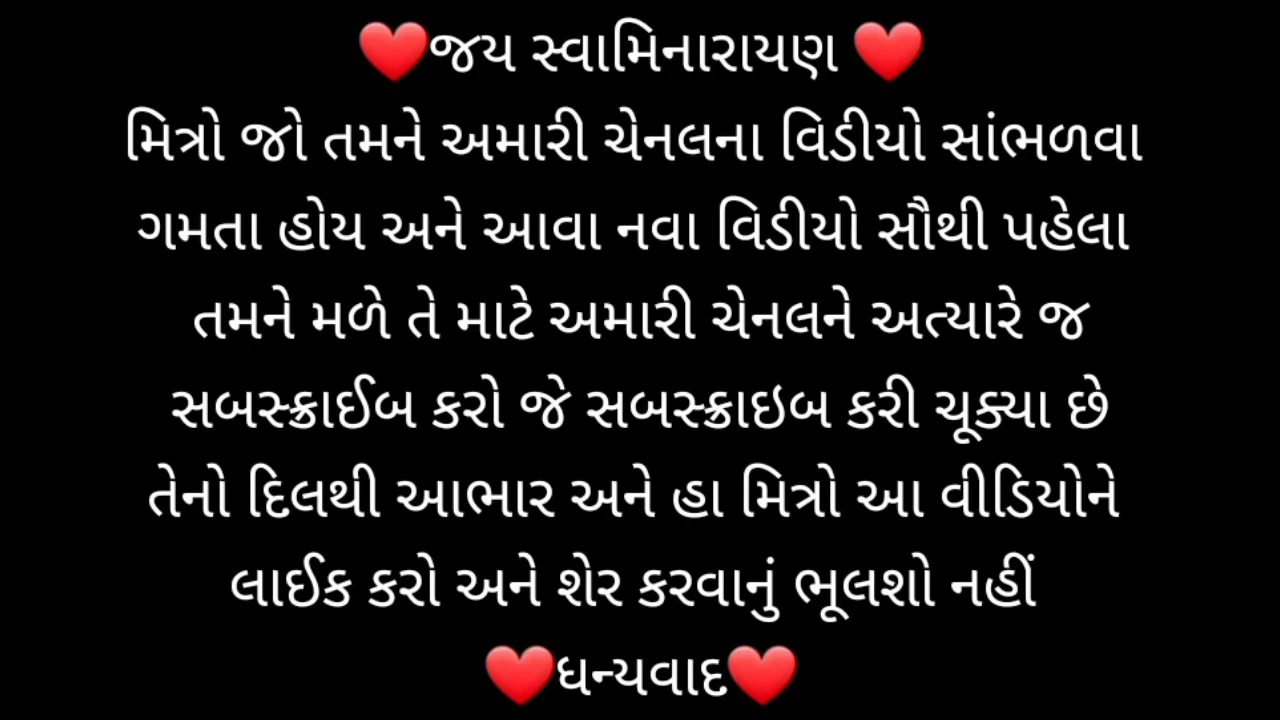 ❤️જય સ્વામિનારાયણ ❤️
મિત્રો જો તમને અમારી ચેનલના વિડીયો સાંભળવા
ગમતા હોય અને આવા નવા વિડીયો સૌથી પહેલા
તમને મળે તે માટે અમારી ચેનલને અત્યારે જ
સબસ્ક્રાઈબ કરો જે સબસ્ક્રાઇબ કરી ચૂક્યા છે
તેનો દિલથી આભાર અને હા મિત્રો આ વીડિયોને
લાઈક કરો અને શેર કરવાનું ભૂલશો નહીં
❤️ધન્યવાદ❤️